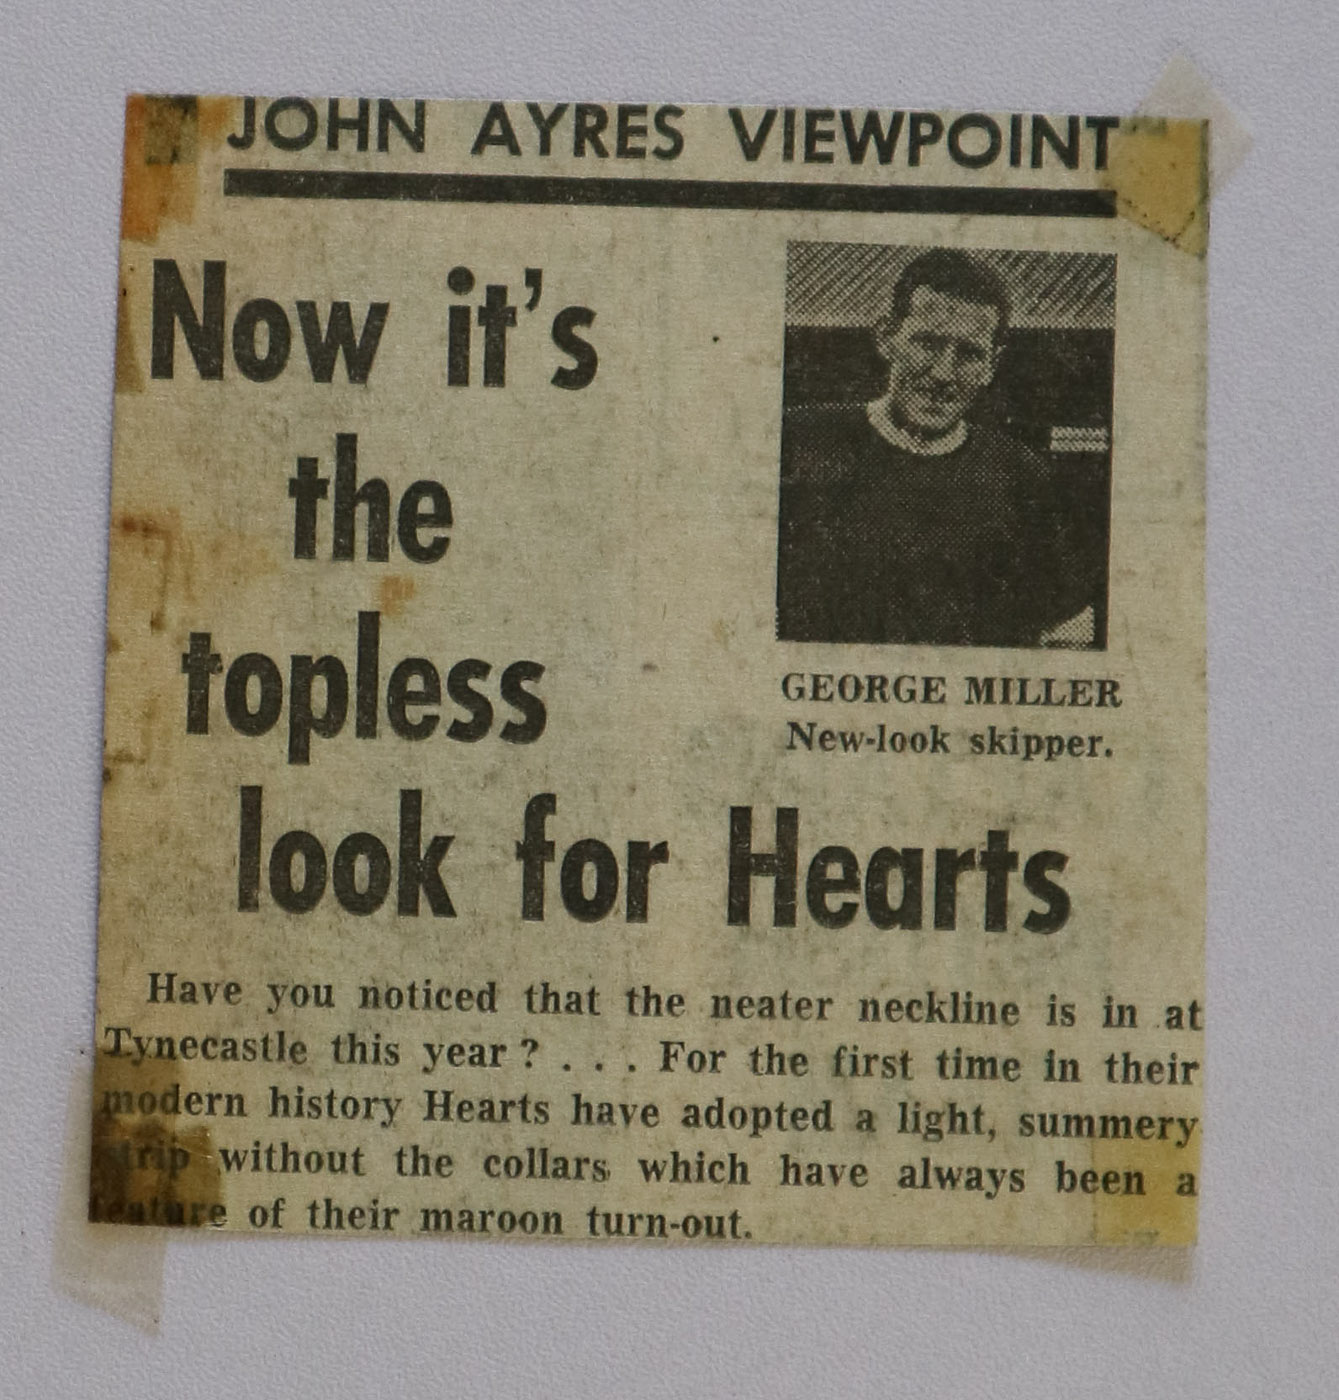 JOHN AYRES VIEWPOINT
Now it's
the
topless
look for Hearts
GEORGE MILLER
New-look skipper.
Have you noticed that the neater neckline is in at
Tynecastle this year ? . . . For the first time in their
modern history Hearts have adopted a light, summery
strip without the collars which have always been a
feature of their maroon turn-out.